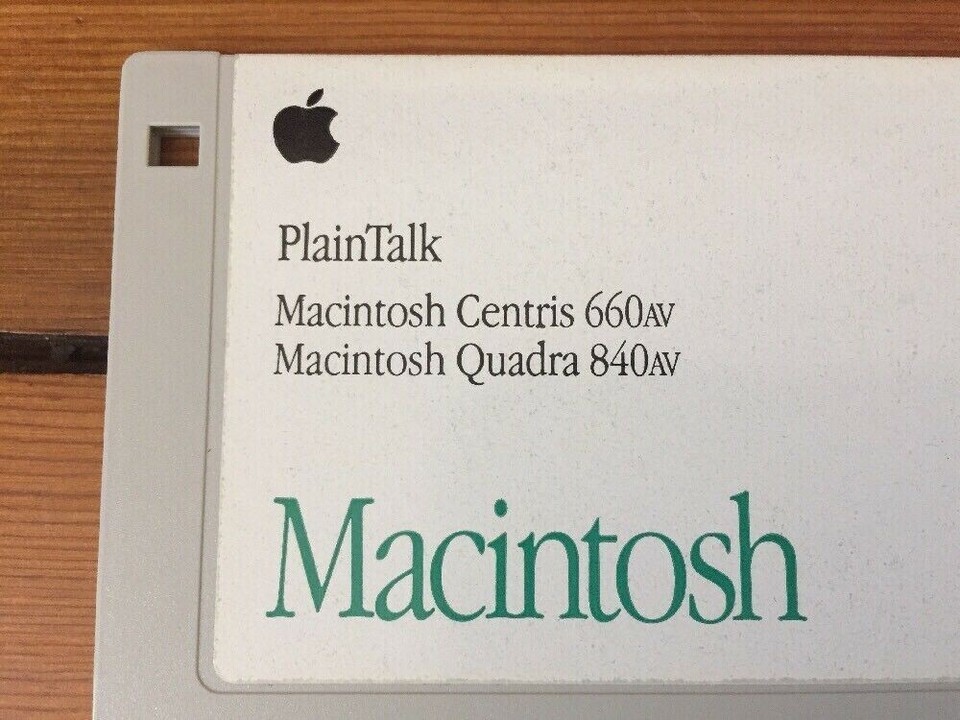 PlainTalk
Macintosh Centris 660AV
Macintosh Quadra 840AV
Macintosh